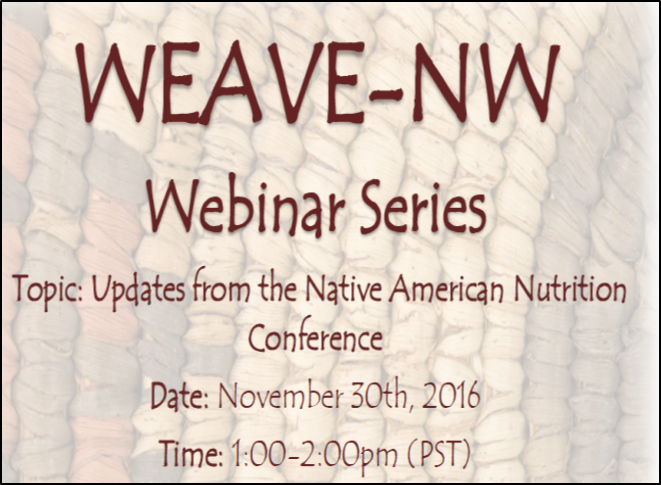 WEAVE-NW
Webinar Series
Topic: Updates from the Native American Nutrition
Conference
Date: November 30th, 2016
Time: 1:00-2:00pm (PST)